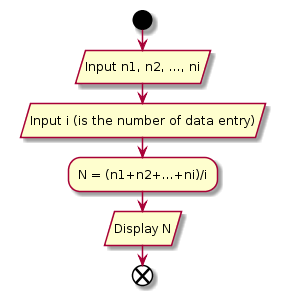 Input n1, n2, ..., ni
Input i (is the number of data entry)
N = (n1+n2+...+ni)/i
Display N